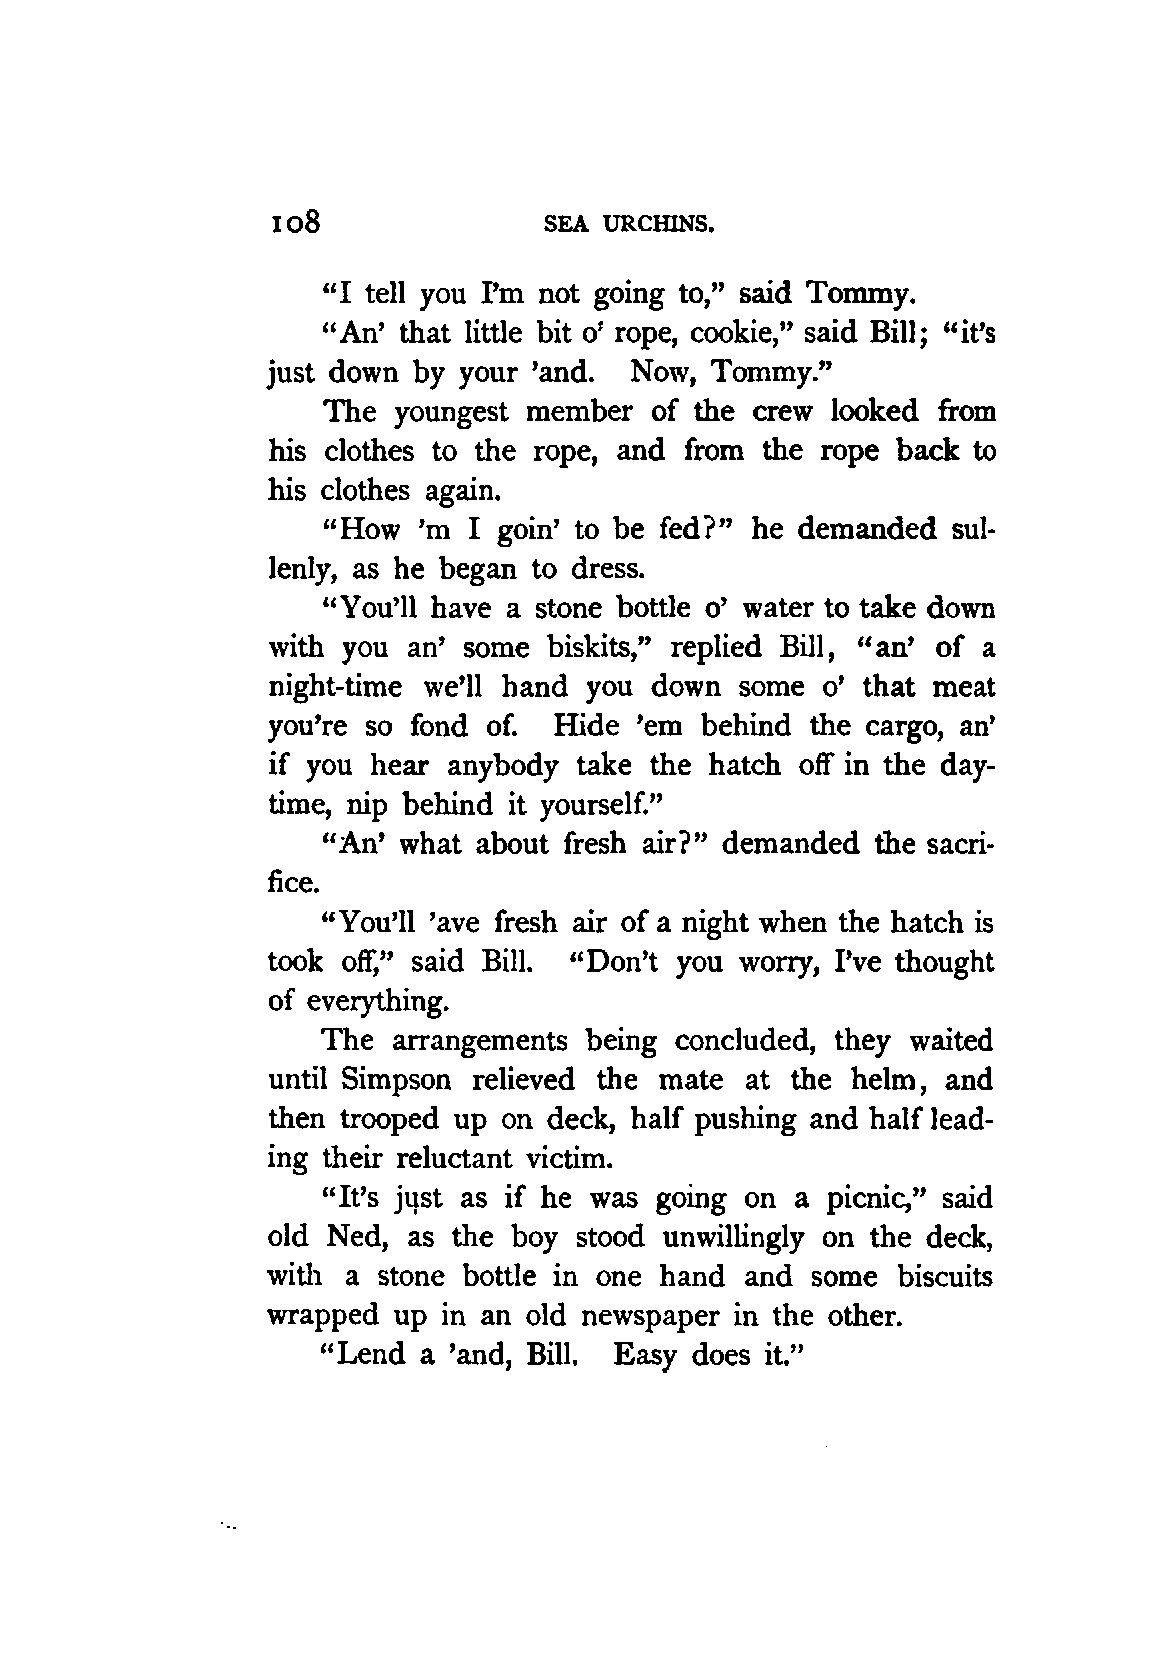 108 SEA URCHINS.
“I tell you I’m not going to,” said Tommy.
“An’ that little bit o’ rope, cookie,” said Bill; “it’s
just down by your ’and. Now, Tommy.”
The youngest member of the crew looked from
his clothes to the rope, and from the rope back to
his clothes again.
“How ’m I goin’ to be fed?” he demanded sul-
lenly, as he began to dress.
“You’ll have a stone bottle o’ water to take down
with you an’ some biskits,” replied Bill, “an’ of a
night-time we’ll hand you down some o’ that meat
you’re so fond of. Hide ’em behind the cargo, an’
if you hear anybody take the hatch off in the day-
time, nip behind it yourself.”
“An’ what about fresh air?” demanded the sacri-
fice.
“You’ll ’ave fresh air of a night when the hatch is
took off,” said Bill. “Don’t you worry, I’ve thought
of everything.
The arrangements being concluded, they waited
until Simpson relieved the mate at the helm, and
then trooped up on deck, half pushing and half lead-
ing their reluctant victim.
“It’s just as if he was going on a picnic,” said
old Ned, as the boy stood unwillingly on the deck,
with a stone bottle in one hand and some biscuits
wrapped up in an old newspaper in the other.
“Lend a ’and, Bill. Easy does it.”